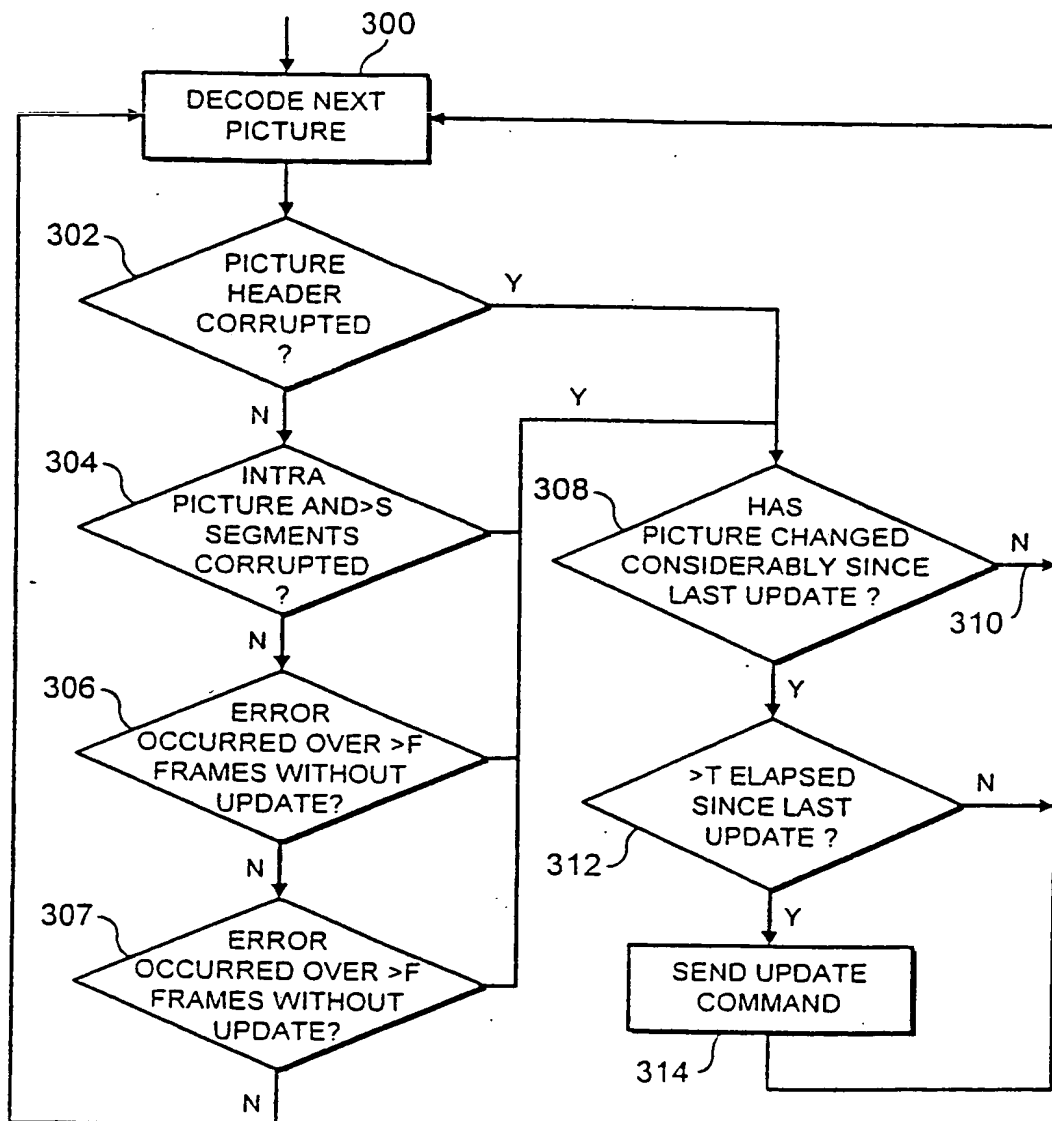 300
DECODE NEXT
PICTURE
302
PICTURE
HEADER
CORRUPTED
?
Y
N
Y
304
INTRA
PICTURE AND>S
SEGMENTS
CORRUPTED
?
N
308
HAS
PICTURE CHANGED
CONSIDERABLY SINCE
LAST UPDATE ?
N
310
Y
306
ERROR
OCCURRED OVER >F
FRAMES WITHOUT
UPDATE?
N
>T ELAPSED
SINCE LAST
UPDATE ?
N
312
Y
307
ERROR
OCCURRED OVER >F
FRAMES WITHOUT
UPDATE?
N
SEND UPDATE
COMMAND
314